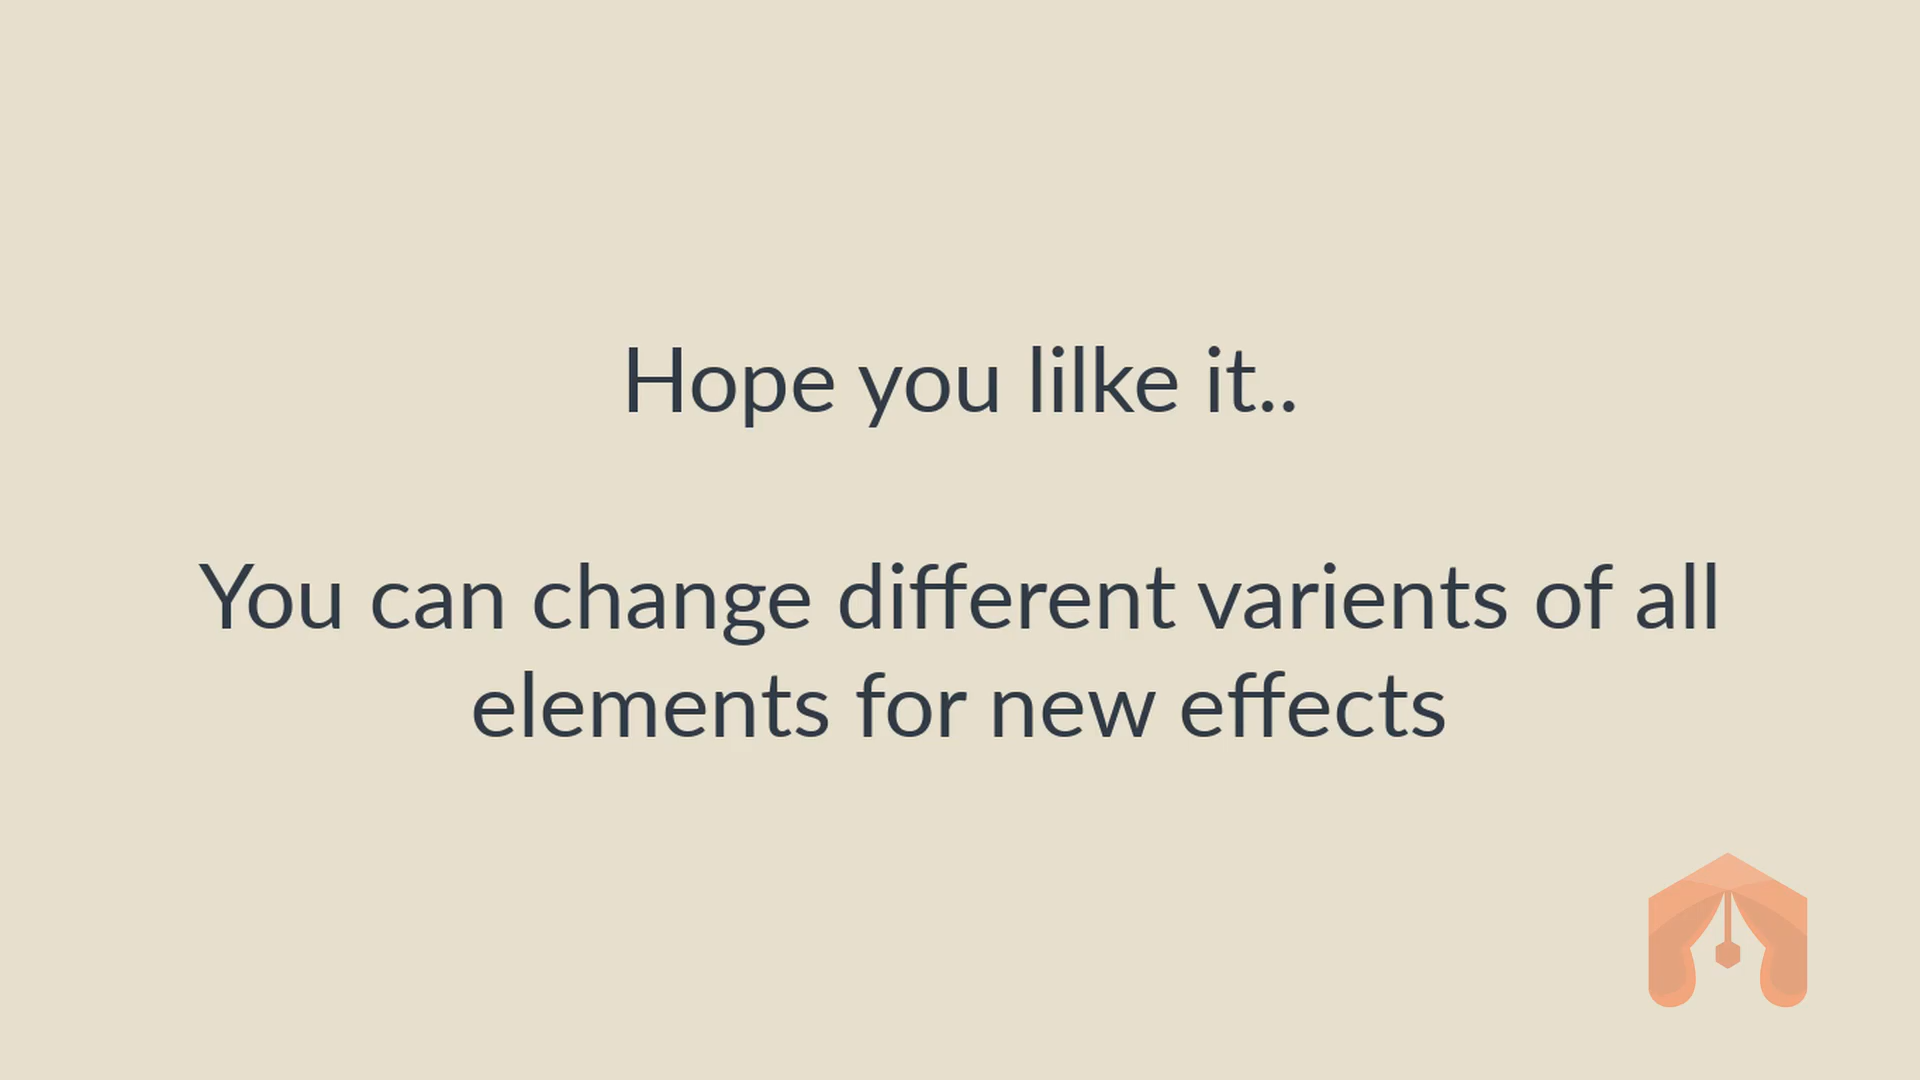 Hope you lilke it..
You can change different varients of all
elements for new effects